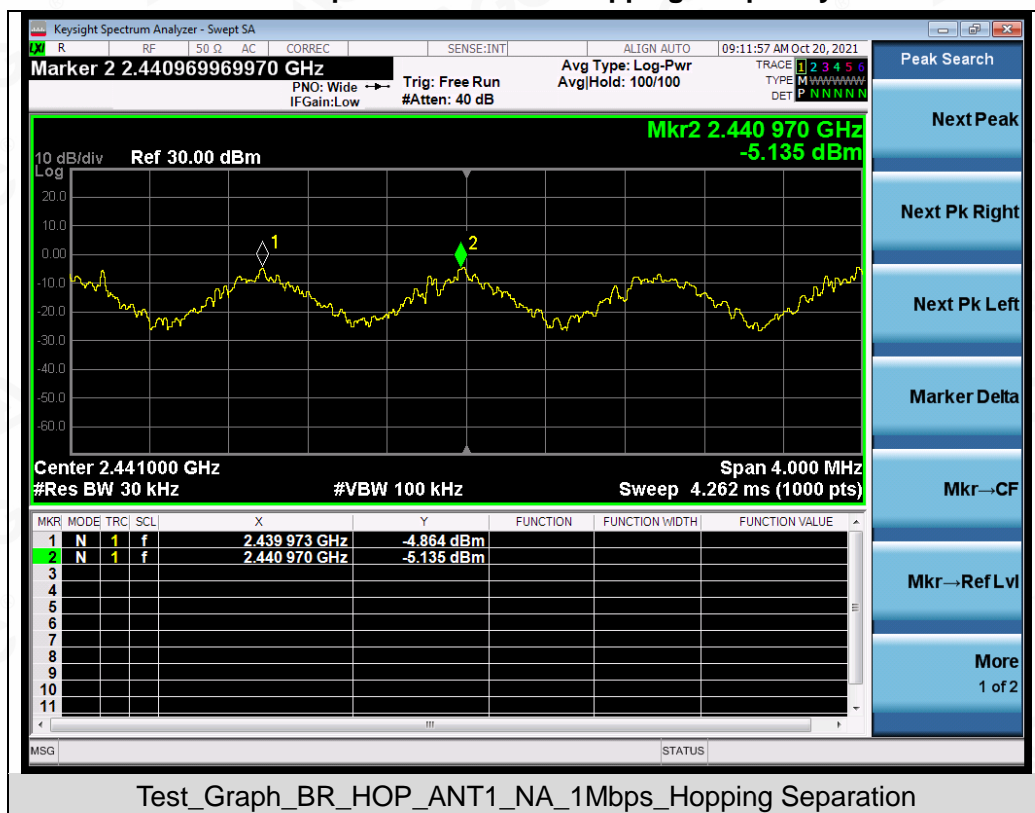 Keysight Spectrum Analyzer - Swept SA
LXI R RF 50 Ω AC CORREC SENSE:INT ALIGN AUTO 09:11:57 AM Oct 20, 2021
Marker 2 2.440969969970 GHz
PNO: Wide
IFGain:Low
Trig: Free Run
#Atten: 40 dB
Avg Type: Log-Pwr
Avg|Hold: 100/100
TRACE 1 2 3 4 5 6
TYPE M WWWWW
DET P N N N N N
Peak Search
Next Peak
Next Pk Right
Next Pk Left
Marker Delta
Mkr→CF
Mkr→Ref Lvl
More
1 of 2
Mkr2 2.440 970 GHz
-5.135 dBm
10 dB/div Ref 30.00 dBm
Log
20.0
10.0
0.00
-10.0
-20.0
-30.0
-40.0
-50.0
-60.0
1
2
Center 2.441000 GHz Span 4.000 MHz
#Res BW 30 kHz #VBW 100 kHz Sweep 4.262 ms (1000 pts)
MKR MODE TRC SCL X Y FUNCTION FUNCTION WIDTH FUNCTION VALUE
1 N 1 f 2.439 973 GHz -4.864 dBm
2 N 1 f 2.440 970 GHz -5.135 dBm
3
4
5
6
7
8
9
10
11
MSG STATUS
Test_Graph_BR_HOP_ANT1_NA_1Mbps_Hopping Separation